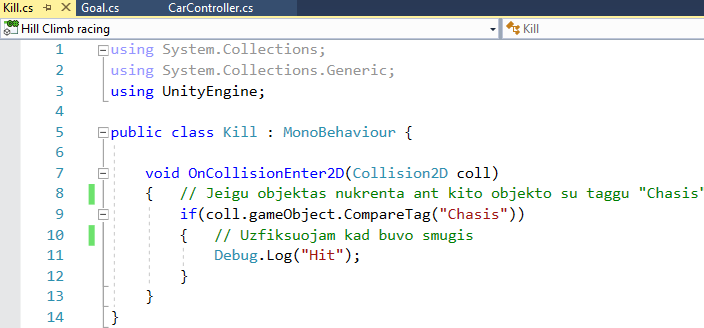 Kill.cs Goal.cs CarController.cs
Hill Climb racing Kill
1 using System.Collections;
2 using System.Collections.Generic;
3 using UnityEngine;
4
5 public class Kill : MonoBehaviour {
6
7 void OnCollisionEnter2D(Collision2D coll)
8 { // Jeigu objektas nukrenta ant kito objekto su taggu "Chasis"
9 if(coll.gameObject.CompareTag("Chasis"))
10 { // Uzfiksuojam kad buvo smugis
11 Debug.Log("Hit");
12 }
13 }
14 }